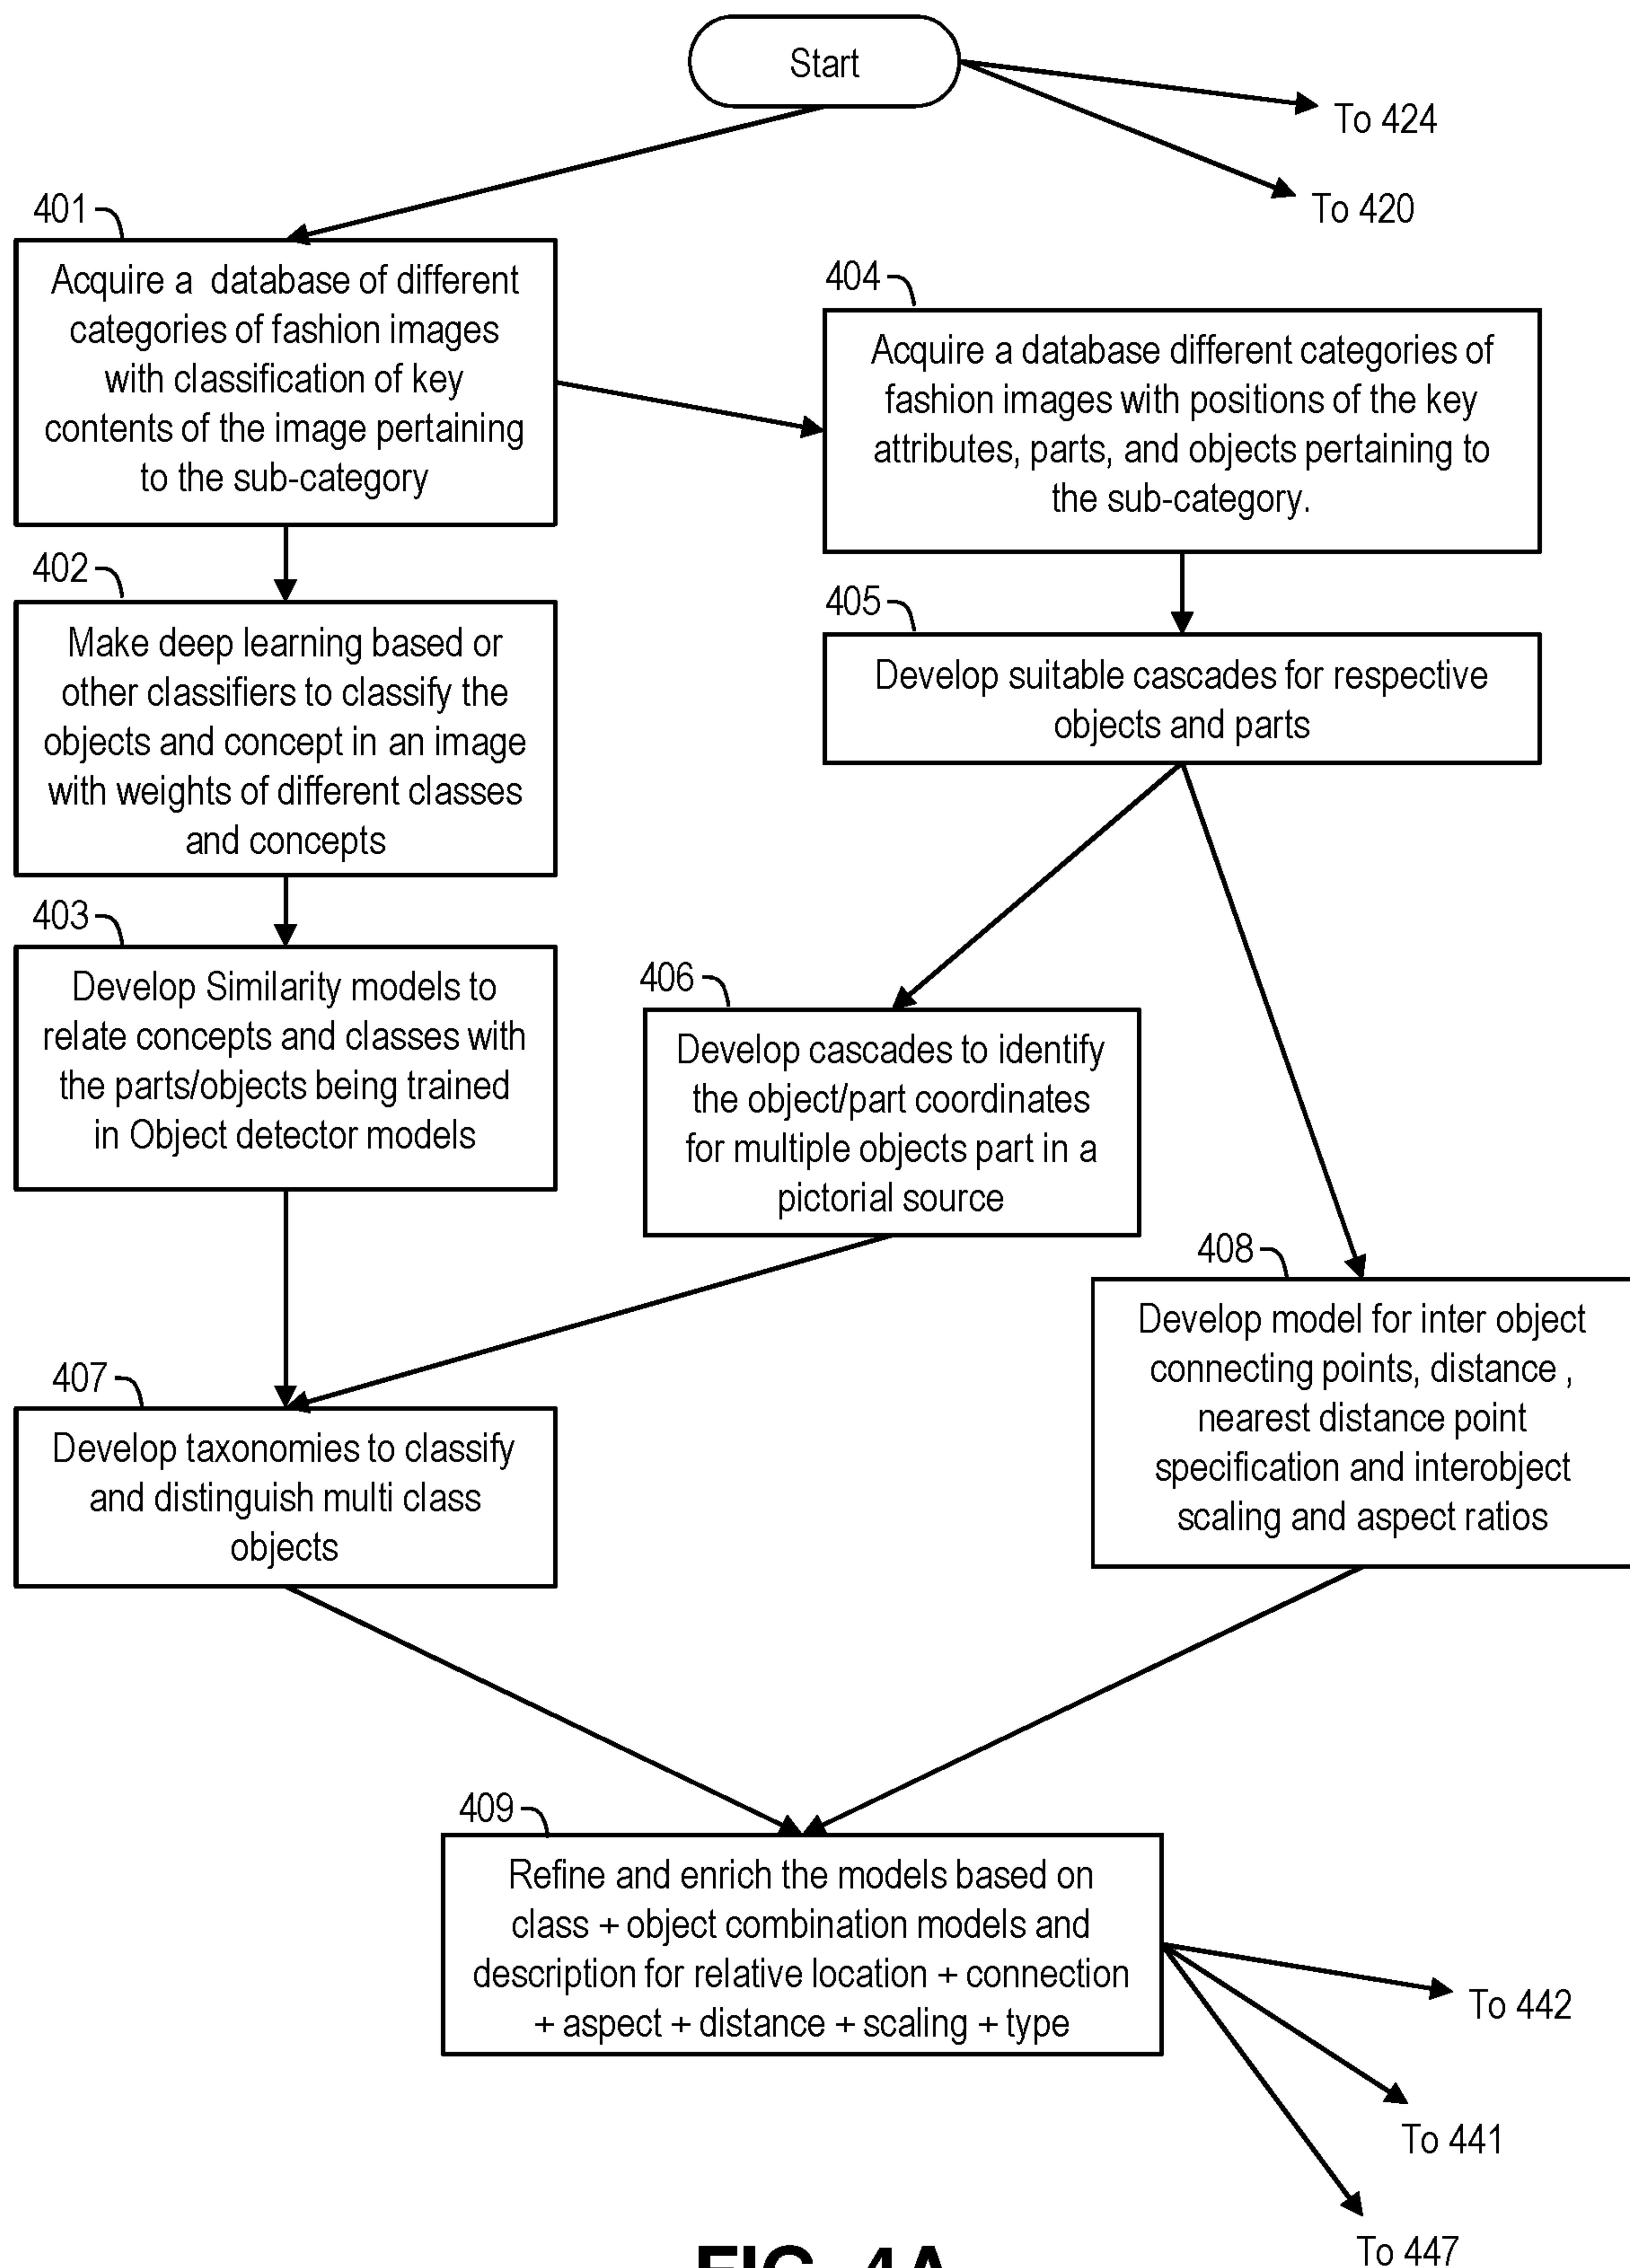 Start
To 424
To 420
401
Acquire a database of different
categories of fashion images
with classification of key
contents of the image pertaining
to the sub-category
404
Acquire a database different categories of
fashion images with positions of the key
attributes, parts, and objects pertaining to
the sub-category.
402
Make deep learning based or
other classifiers to classify the
objects and concept in an image
with weights of different classes
and concepts
405
Develop suitable cascades for respective
objects and parts
403
Develop Similarity models to
relate concepts and classes with
the parts/objects being trained
in Object detector models
406
Develop cascades to identify
the object/part coordinates
for multiple objects part in a
pictorial source
408
Develop model for inter object
connecting points, distance ,
nearest distance point
specification and interobject
scaling and aspect ratios
407
Develop taxonomies to classify
and distinguish multi class
objects
409
Refine and enrich the models based on
class + object combination models and
description for relative location + connection
+ aspect + distance + scaling + type
To 442
To 441
To 447
FIG. 4A